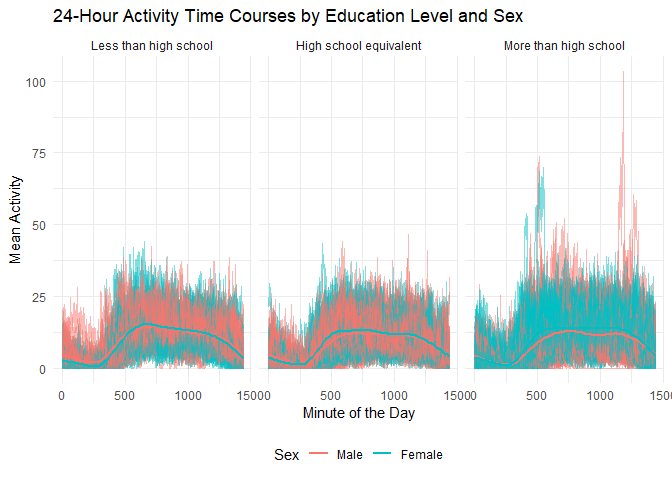 24-Hour Activity Time Courses by Education Level and Sex
Less than high school
High school equivalent
More than high school
Mean Activity
100
75
50
25
0
0 500 1000 1500
0 500 1000 1500
0 500 1000 1500
Minute of the Day
Sex Male Female